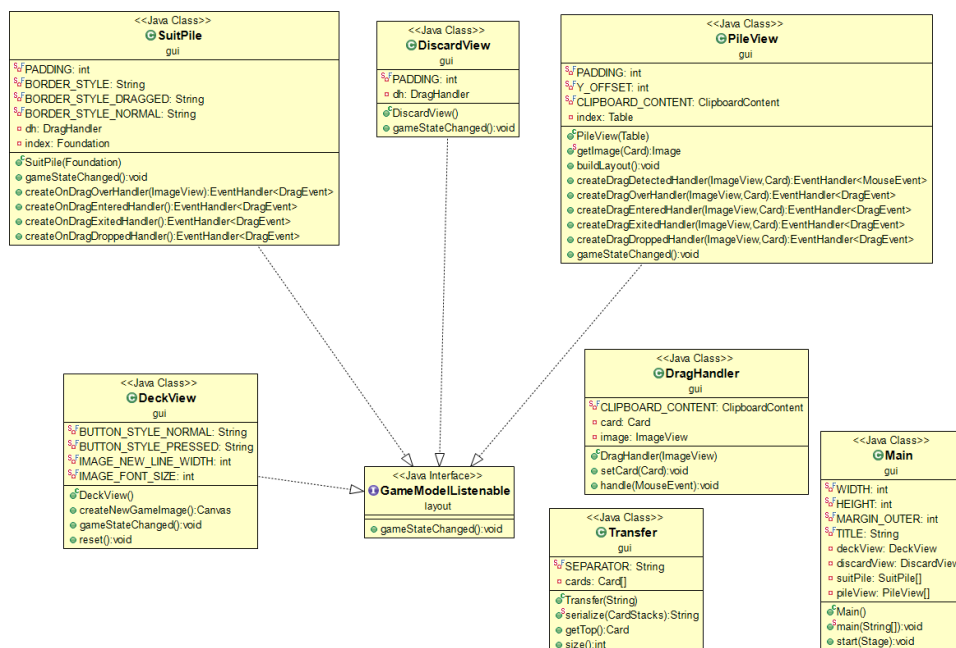 <<Java Class>>
SuitPile
gui
PADDING: int
BORDER_STYLE: String
BORDER_STYLE_DRAGGED: String
BORDER_STYLE_NORMAL: String
dh: DragHandler
index: Foundation
SuitPile(Foundation)
gameStateChanged():void
createOnDragOverHandler(ImageView):EventHandler<DragEvent>
createOnDragEnteredHandler():EventHandler<DragEvent>
createOnDragExitedHandler():EventHandler<DragEvent>
createOnDragDroppedHandler():EventHandler<DragEvent>
<<Java Class>>
DiscardView
gui
PADDING: int
dh: DragHandler
DiscardView()
gameStateChanged():void
<<Java Class>>
PileView
gui
PADDING: int
Y_OFFSET: int
CLIPBOARD_CONTENT: ClipboardContent
index: Table
PileView(Table)
getImage(Card):Image
buildLayout():void
createDragDetectedHandler(ImageView,Card):EventHandler<MouseEvent>
createDragOverHandler(ImageView,Card):EventHandler<DragEvent>
createDragEnteredHandler(ImageView,Card):EventHandler<DragEvent>
createDragExitedHandler(ImageView,Card):EventHandler<DragEvent>
createDragDroppedHandler(ImageView,Card):EventHandler<DragEvent>
gameStateChanged():void
<<Java Class>>
DeckView
gui
BUTTON_STYLE_NORMAL: String
BUTTON_STYLE_PRESSED: String
IMAGE_NEW_LINE_WIDTH: int
IMAGE_FONT_SIZE: int
DeckView()
createNewGameImage():Canvas
gameStateChanged():void
reset():void
<<Java Interface>>
GameModelListenable
layout
gameStateChanged():void
<<Java Class>>
DragHandler
gui
CLIPBOARD_CONTENT: ClipboardContent
card: Card
image: ImageView
DragHandler(ImageView)
setCard(Card):void
handle(MouseEvent):void
<<Java Class>>
Transfer
gui
SEPARATOR: String
cards: Card[]
Transfer(String)
serialize(CardStacks):String
getTop():Card
size():int
<<Java Class>>
Main
gui
WIDTH: int
HEIGHT: int
MARGIN_OUTER: int
TITLE: String
deckView: DeckView
discardView: DiscardView
suitPile: SuitPile[]
pileView: PileView[]
Main()
main(String[]):void
start(Stage):void